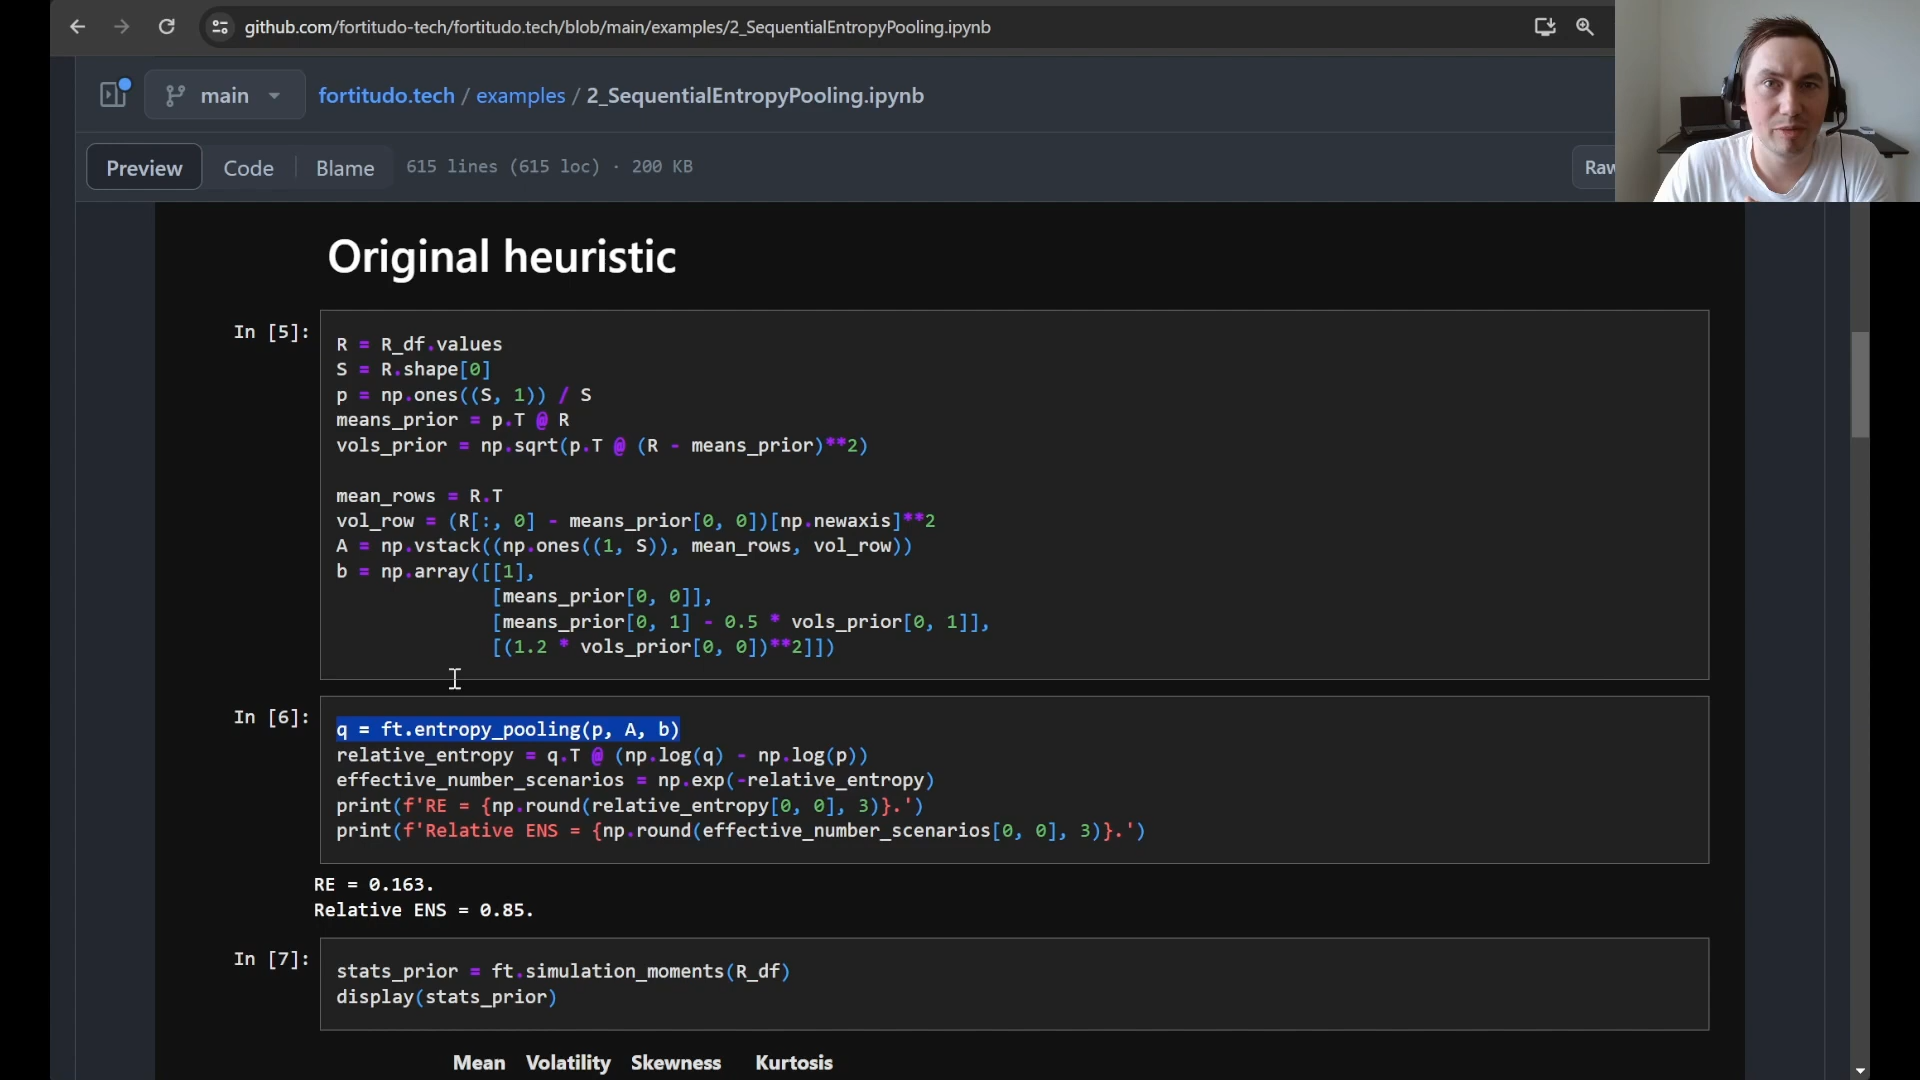 github.com/fortitudo-tech/fortitudo.tech/blob/main/examples/2_SequentialEntropyPooling.ipynb
main
fortitudo.tech / examples / 2_SequentialEntropyPooling.ipynb
Preview Code Blame 615 lines (615 loc) · 200 KB
Raw
Original heuristic
In [5]:
R = R_df.values
S = R.shape[0]
p = np.ones((S, 1)) / S
means_prior = p.T @ R
vols_prior = np.sqrt(p.T @ (R - means_prior)**2)
mean_rows = R.T
vol_row = (R[:, 0] - means_prior[0, 0])[np.newaxis]**2
A = np.vstack((np.ones((1, S)), mean_rows, vol_row))
b = np.array([[1],
[means_prior[0, 0]],
[means_prior[0, 1] - 0.5 * vols_prior[0, 1]],
[(1.2 * vols_prior[0, 0])**2]])
In [6]:
q = ft.entropy_pooling(p, A, b)
relative_entropy = q.T @ (np.log(q) - np.log(p))
effective_number_scenarios = np.exp(-relative_entropy)
print(f'RE = {np.round(relative_entropy[0, 0], 3)}.')
print(f'Relative ENS = {np.round(effective_number_scenarios[0, 0], 3)}.')
RE = 0.163.
Relative ENS = 0.85.
In [7]:
stats_prior = ft.simulation_moments(R_df)
display(stats_prior)
Mean Volatility Skewness Kurtosis